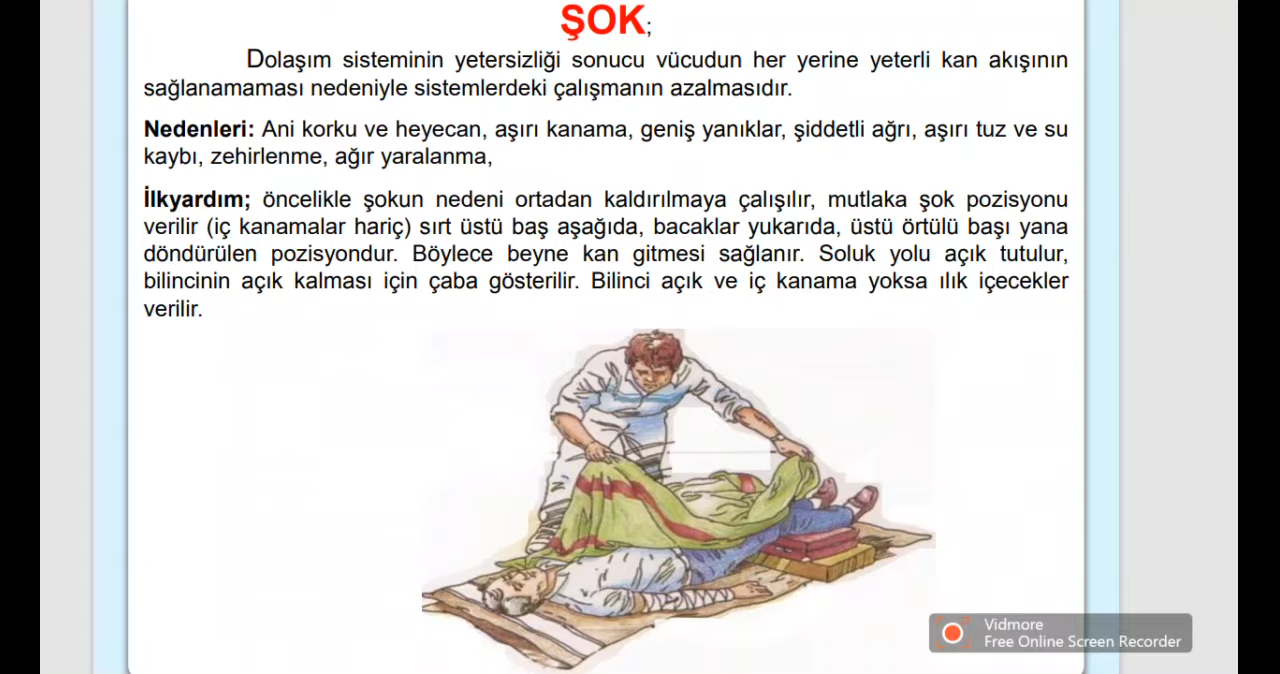 ŞOK;
Dolaşım sisteminin yetersizliği sonucu vücudun her yerine yeterli kan akışının
sağlanamaması nedeniyle sistemlerdeki çalışmanın azalmasıdır.
Nedenleri: Ani korku ve heyecan, aşırı kanama, geniş yanıklar, şiddetli ağrı, aşırı tuz ve su
kaybı, zehirlenme, ağır yaralanma,
İlkyardım; öncelikle şokun nedeni ortadan kaldırılmaya çalışılır, mutlaka şok pozisyonu
verilir (iç kanamalar hariç) sırt üstü baş aşağıda, bacaklar yukarıda, üstü örtülü başı yana
döndürülen pozisyondur. Böylece beyne kan gitmesi sağlanır. Soluk yolu açık tutulur,
bilincinin açık kalması için çaba gösterilir. Bilinci açık ve iç kanama yoksa ılık içecekler
verilir.
Vidmore
Free Online Screen Recorder